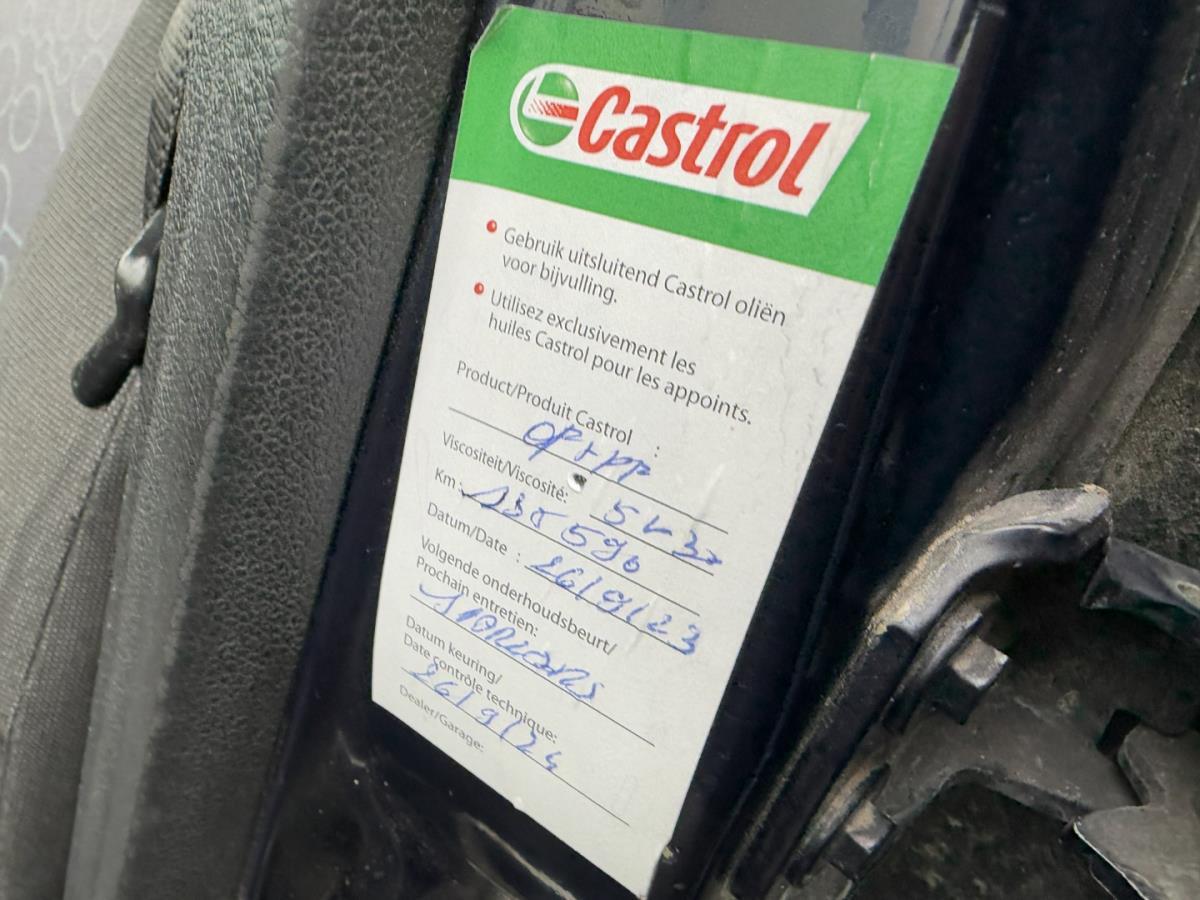 Castrol
Gebruik uitsluitend Castrol oliën
voor bijvulling.
Utilisez exclusivement les
huiles Castrol pour les appoints.
Product/Produit Castrol :
Viscositeit/Viscosité: 5W30
Km: 590
Datum/Date : 26/9/23
Volgende onderhoudsbeurt/
Prochain entretien:
Datum keuring/
Date contrôle technique:
26/9/24
Dealer/Garage: